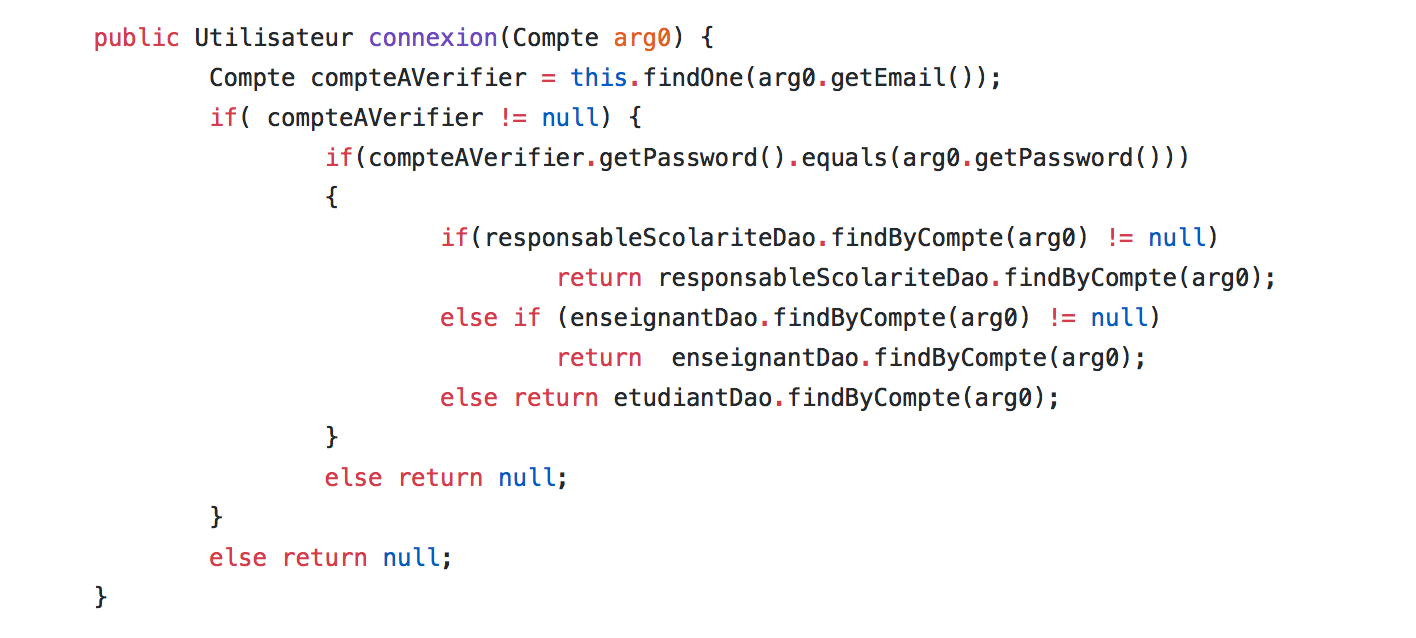 public Utilisateur connexion(Compte arg0) {
Compte compteAVerifier = this.findOne(arg0.getEmail());
if( compteAVerifier != null) {
if(compteAVerifier.getPassword().equals(arg0.getPassword()))
{
if(responsableScolariteDao.findByCompte(arg0) != null)
return responsableScolariteDao.findByCompte(arg0);
else if (enseignantDao.findByCompte(arg0) != null)
return  enseignantDao.findByCompte(arg0);
else return etudiantDao.findByCompte(arg0);
}
else return null;
}
else return null;
}